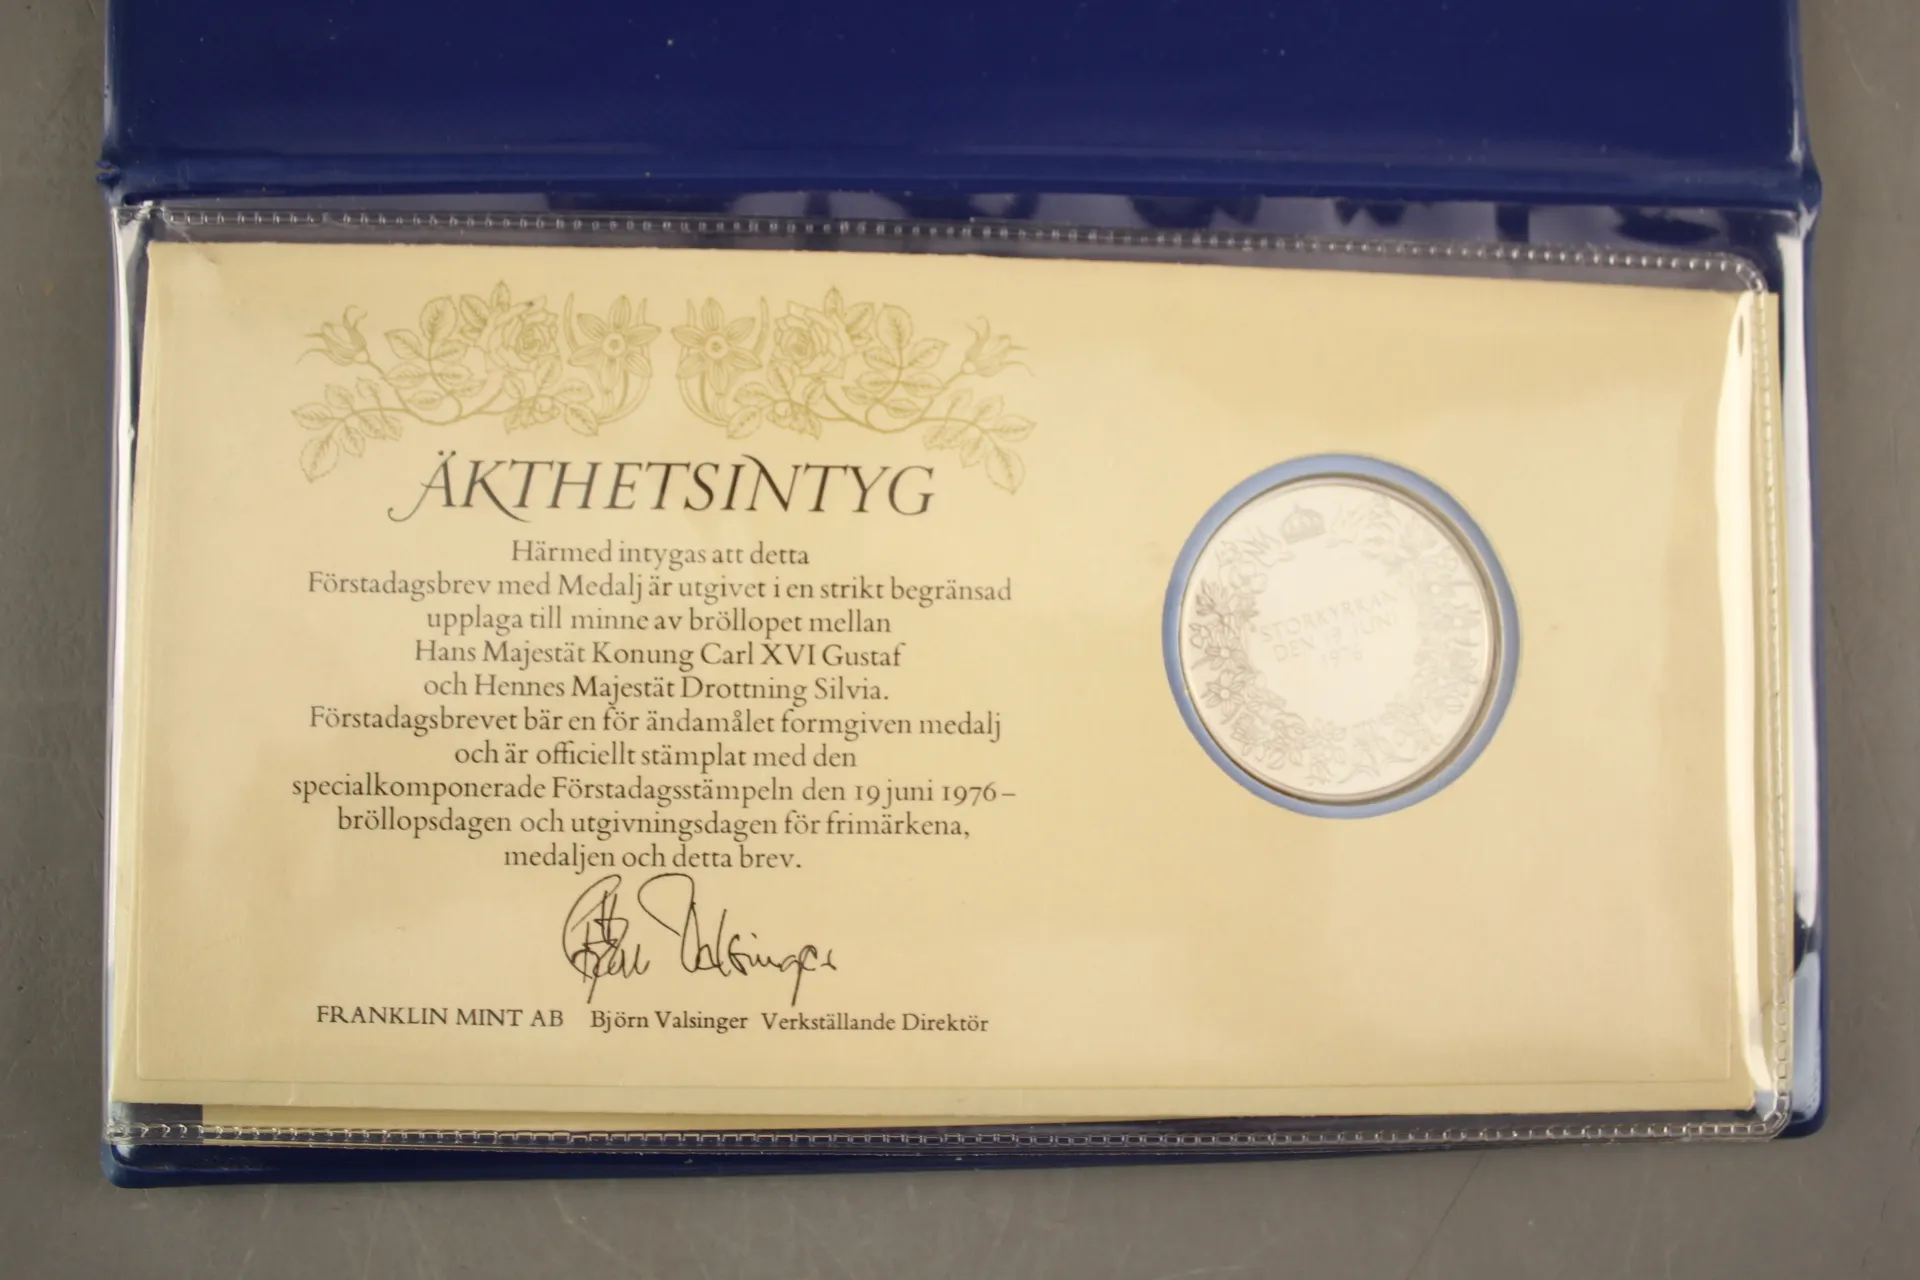 ÄKTHETSINTYG
Härmed intygas att detta
Förstadagsbrev med Medalj är utgivet i en strikt begränsad
upplaga till minne av bröllopet mellan
Hans Majestät Konung Carl XVI Gustaf
och Hennes Majestät Drottning Silvia.
Förstadagsbrevet bär en för ändamålet formgiven medalj
och är officiellt stämplat med den
specialkomponerade Förstadagsstämpeln den 19 juni 1976 –
bröllopsdagen och utgivningsdagen för frimärkena,
medaljen och detta brev.
Björn Valsinger
FRANKLIN MINT AB Björn Valsinger Verkställande Direktör
STORKYRKAN
DEN 19 JUNI
1976